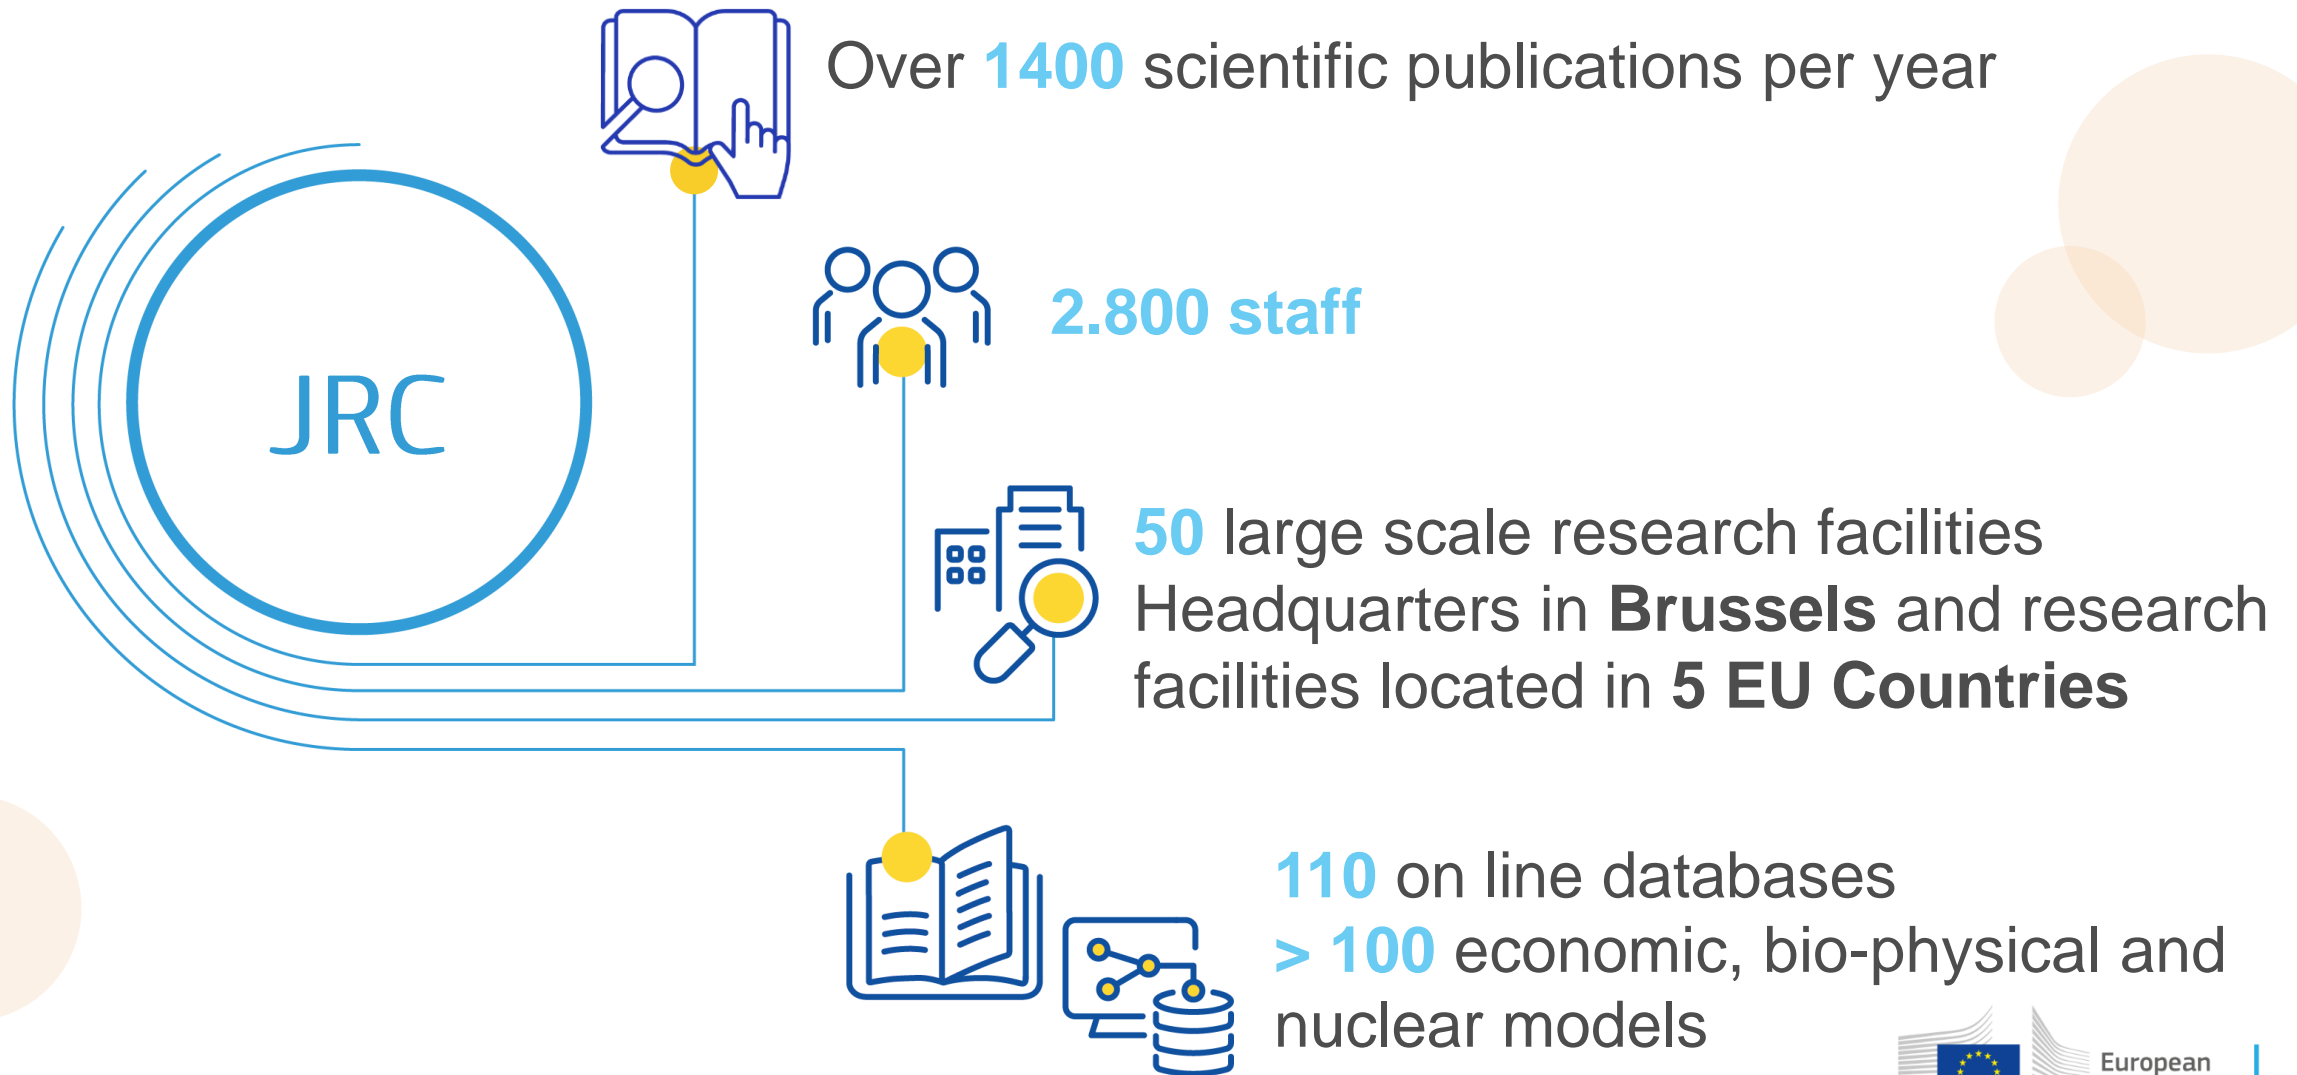 Over 1400 scientific publications per year
JRC
2.800 staff
50 large scale research facilities
Headquarters in Brussels and research
facilities located in 5 EU Countries
110 on line databases
> 100 economic, bio-physical and
nuclear models
European